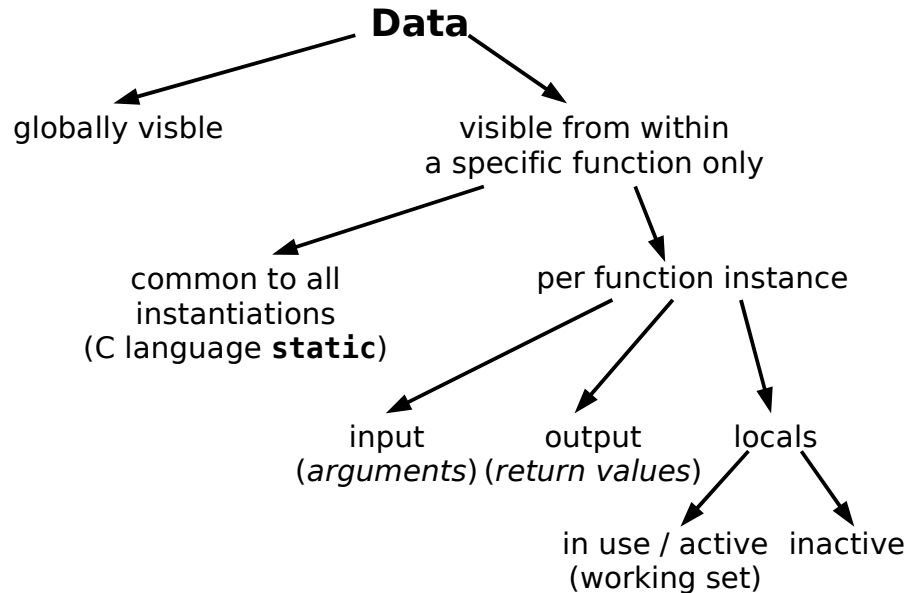 Data
globally visble
visible from within
a specific function only
common to all
instantiations
(C language static)
per function instance
input
(arguments)
output
(return values)
locals
in use / active
(working set)
inactive